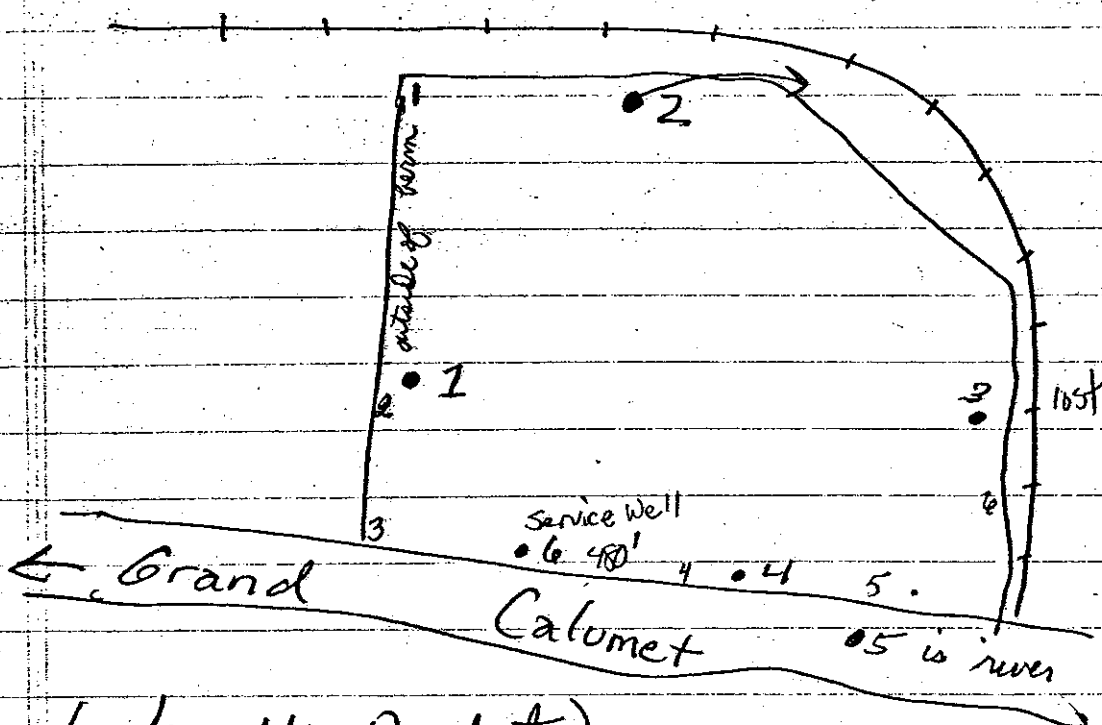 2
outside of berm
1
3
lost
6
Service Well
3
6 480'
4
4
5
← Grand
Calumet
5 is river